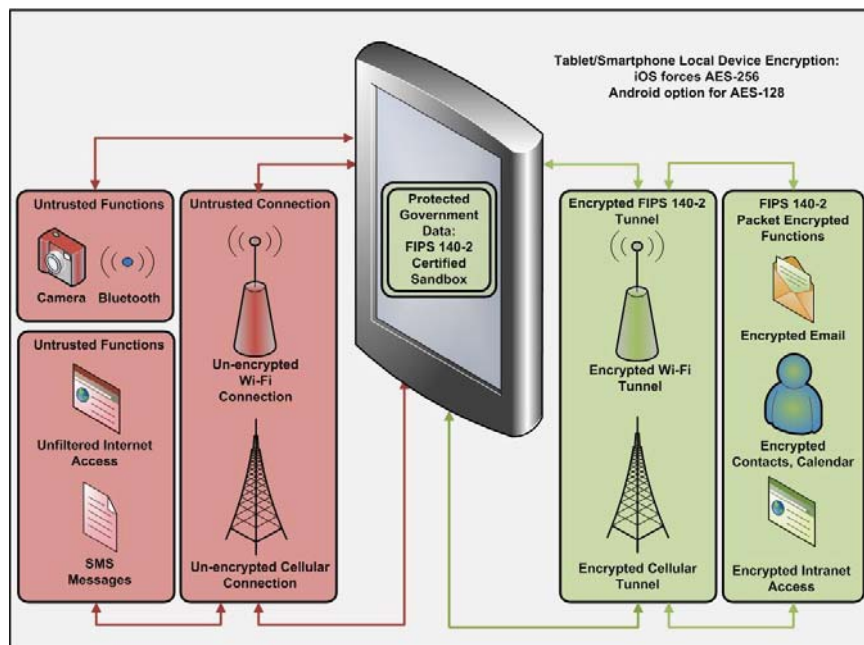 Tablet/Smartphone Local Device Encryption:
iOS forces AES-256
Android option for AES-128
Untrusted Functions
Camera
Bluetooth
Untrusted Functions
Unfiltered Internet
Access
SMS
Messages
Untrusted Connection
Un-encrypted
Wi-Fi
Connection
Un-encrypted Cellular
Connection
Protected
Government
Data:
FIPS 140-2
Certified
Sandbox
Encrypted FIPS 140-2
Tunnel
Encrypted Wi-Fi
Tunnel
Encrypted Cellular
Tunnel
FIPS 140-2
Packet Encrypted
Functions
Encrypted Email
Encrypted
Contacts, Calendar
Encrypted Intranet
Access